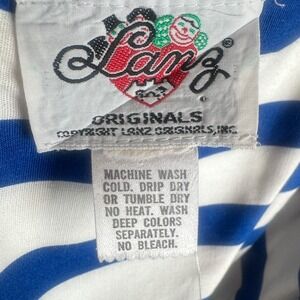 Lanz®
ORIGINALS
COPYRIGHT LANZ ORIGINALS, INC.
MACHINE WASH
COLD. DRIP DRY
OR TUMBLE DRY
NO HEAT. WASH
DEEP COLORS
SEPARATELY.
NO BLEACH.